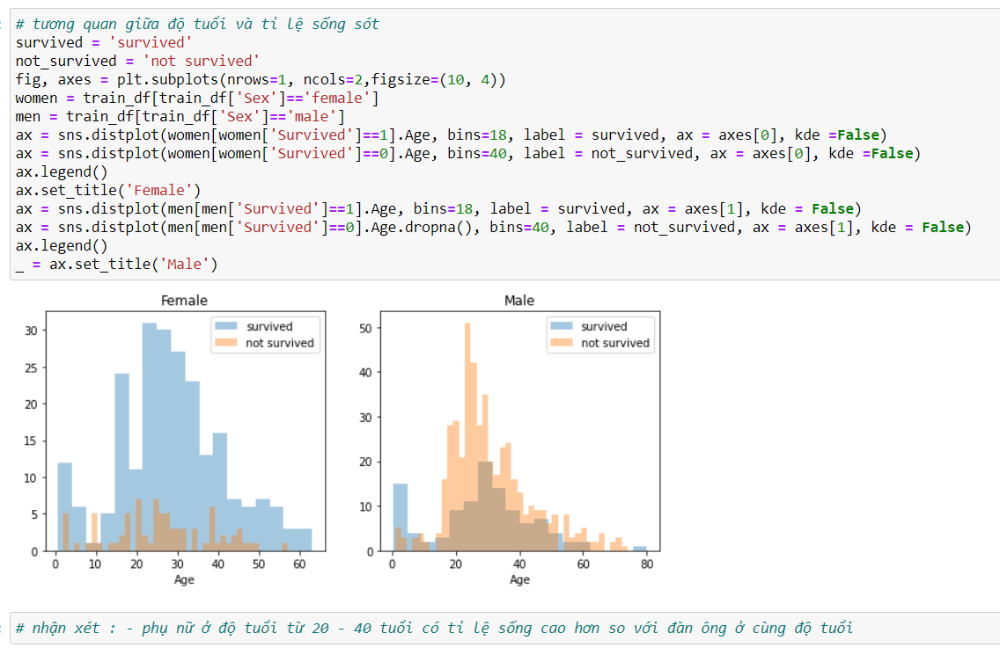 # tương quan giữa độ tuổi và tỉ lệ sống sót
survived = 'survived'
not_survived = 'not survived'
fig, axes = plt.subplots(nrows=1, ncols=2,figsize=(10, 4))
women = train_df[train_df['Sex']=='female']
men = train_df[train_df['Sex']=='male']
ax = sns.distplot(women[women['Survived']==1].Age, bins=18, label = survived, ax = axes[0], kde =False)
ax = sns.distplot(women[women['Survived']==0].Age, bins=40, label = not_survived, ax = axes[0], kde =False)
ax.legend()
ax.set_title('Female')
ax = sns.distplot(men[men['Survived']==1].Age, bins=18, label = survived, ax = axes[1], kde = False)
ax = sns.distplot(men[men['Survived']==0].Age.dropna(), bins=40, label = not_survived, ax = axes[1], kde = False)
ax.legend()
_ = ax.set_title('Male')
Female
survived
not survived
30
25
20
15
10
5
0
0 10 20 30 40 50 60
Age
Male
survived
not survived
50
40
30
20
10
0
0 20 40 60 80
Age
# nhận xét : - phụ nữ ở độ tuổi từ 20 - 40 tuổi có tỉ lệ sống cao hơn so với đàn ông ở cùng độ tuổi